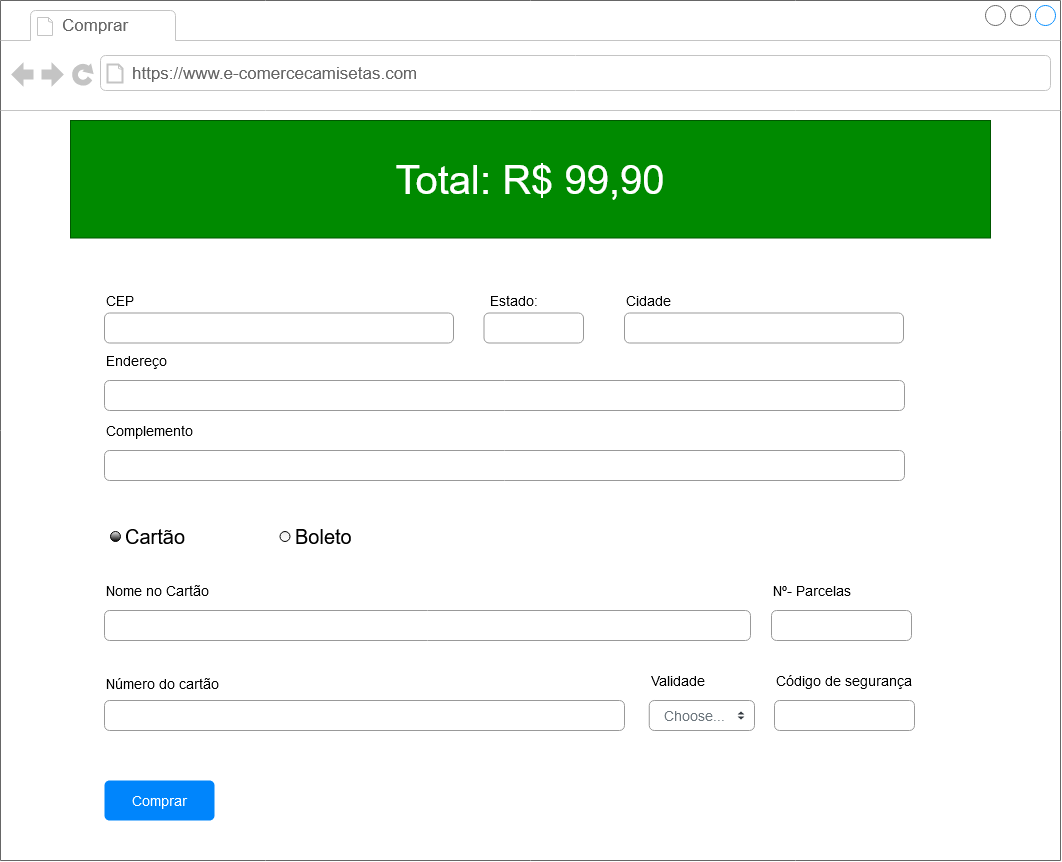 Comprar
https://www.e-comercecamisetas.com
Total: R$ 99,90
CEP Estado: Cidade
Endereço
Complemento
Cartão Boleto
Nome no Cartão Nº- Parcelas
Número do cartão Validade Código de segurança
Choose...
Comprar